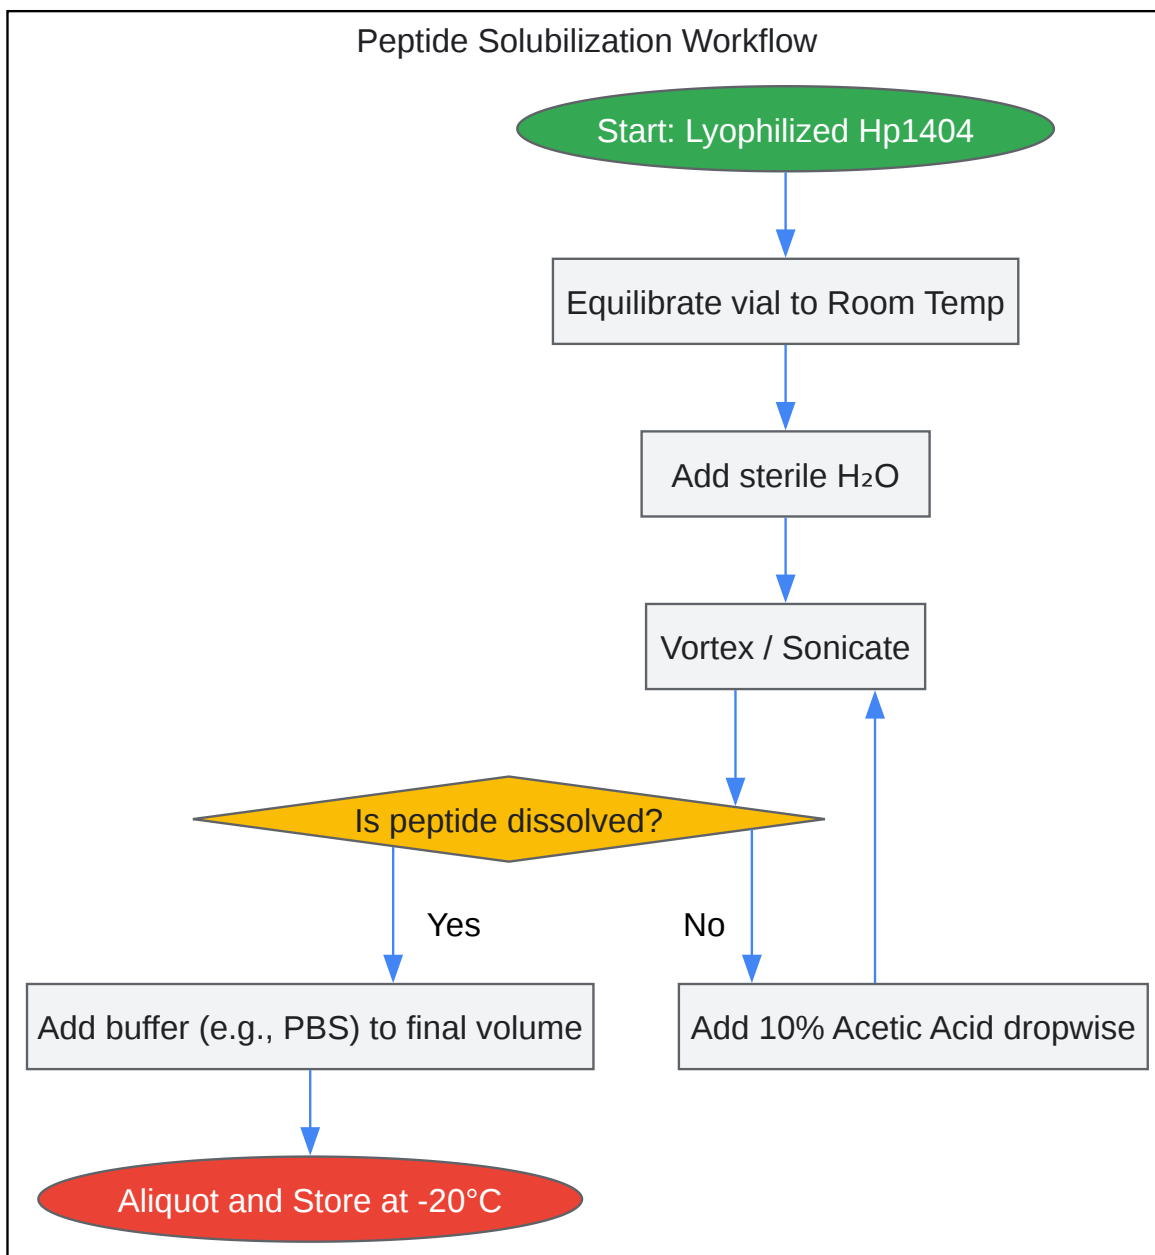 Peptide Solubilization Workflow
Start: Lyophilized Hp1404
Equilibrate vial to Room Temp
Add sterile H₂O
Vortex / Sonicate
Is peptide dissolved?
Yes
No
Add buffer (e.g., PBS) to final volume
Add 10% Acetic Acid dropwise
Aliquot and Store at -20°C